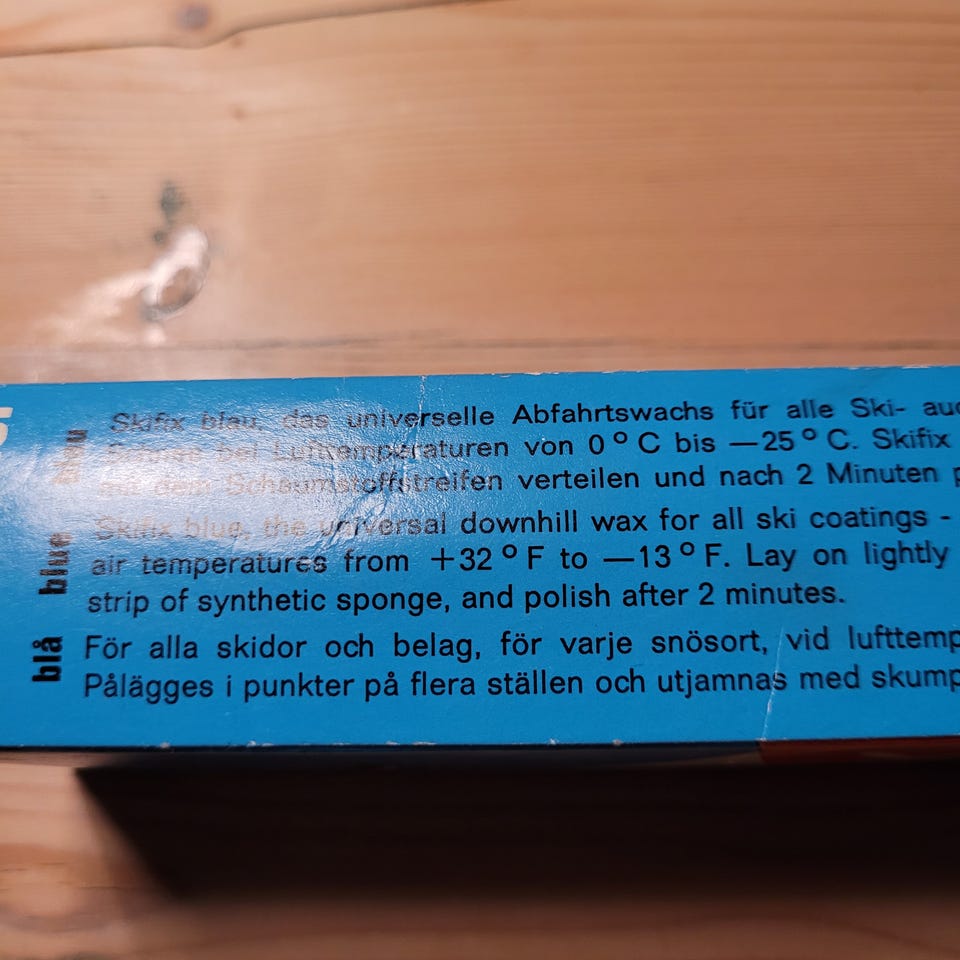 blau
Skifix blau, das universelle Abfahrtswachs für alle Ski- auc
bei Lufttemperaturen von 0 ° C bis —25 ° C. Skifix
dem Schaumstoffstreifen verteilen und nach 2 Minuten p
blue
Skifix blue, the universal downhill wax for all ski coatings -
air temperatures from +32 ° F to —13 ° F. Lay on lightly
strip of synthetic sponge, and polish after 2 minutes.
blå
För alla skidor och belag, för varje snösort, vid lufttemp
Pålägges i punkter på flera ställen och utjamnas med skump